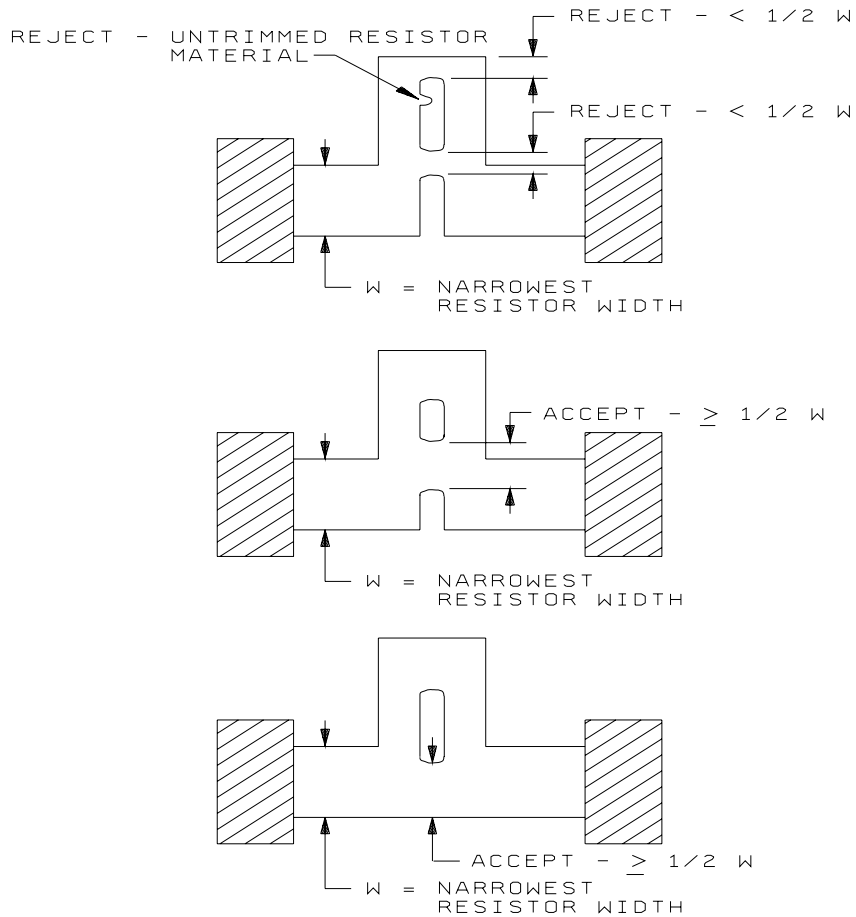 REJECT - < 1/2 W
REJECT - UNTRIMMED RESISTOR
MATERIAL
REJECT - < 1/2 W
W = NARROWEST
RESISTOR WIDTH
ACCEPT - ≥ 1/2 W
W = NARROWEST
RESISTOR WIDTH
ACCEPT - ≥ 1/2 W
W = NARROWEST
RESISTOR WIDTH